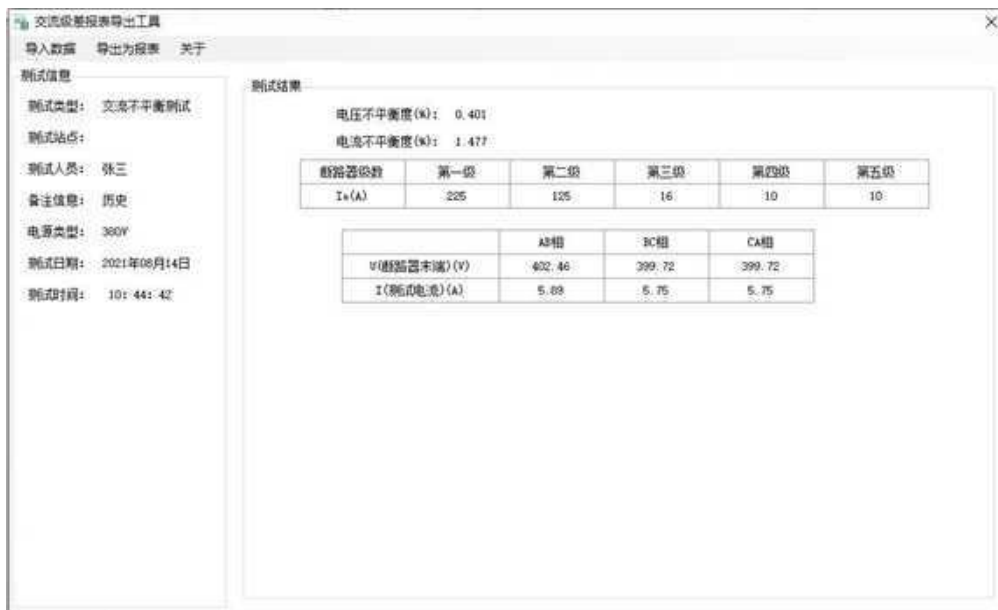 交流级差报表导出工具
导入数据 导出为报表 关于
测试信息
测试类型： 交流不平衡测试
测试站点：
测试人员： 张三
备注信息： 历史
电源类型： 380V
测试日期： 2021年08月14日
测试时间： 10: 44: 42
测试结果
电压不平衡度(%)： 0.401
电流不平衡度(%)： 1.477
断路器级数 第一级 第二级 第三级 第四级 第五级
In(A) 225 125 16 10 10
AB相 BC相 CA相
V(断路器末端)(V) 402.46 399.72 399.72
I(测试电流)(A) 5.89 5.75 5.75